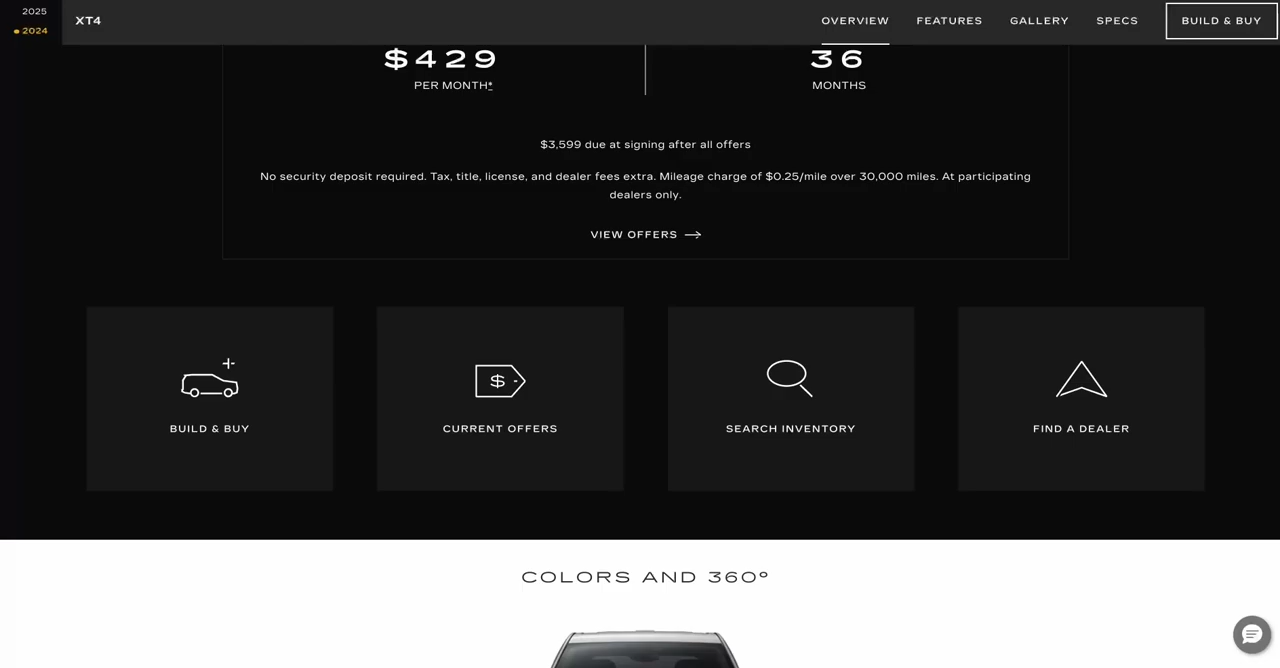 2025
2024
XT4
OVERVIEW
FEATURES
GALLERY
SPECS
BUILD & BUY
$429
PER MONTH*
36
MONTHS
$3,599 due at signing after all offers
No security deposit required. Tax, title, license, and dealer fees extra. Mileage charge of $0.25/mile over 30,000 miles. At participating
dealers only.
VIEW OFFERS
BUILD & BUY
CURRENT OFFERS
SEARCH INVENTORY
FIND A DEALER
COLORS AND 360°